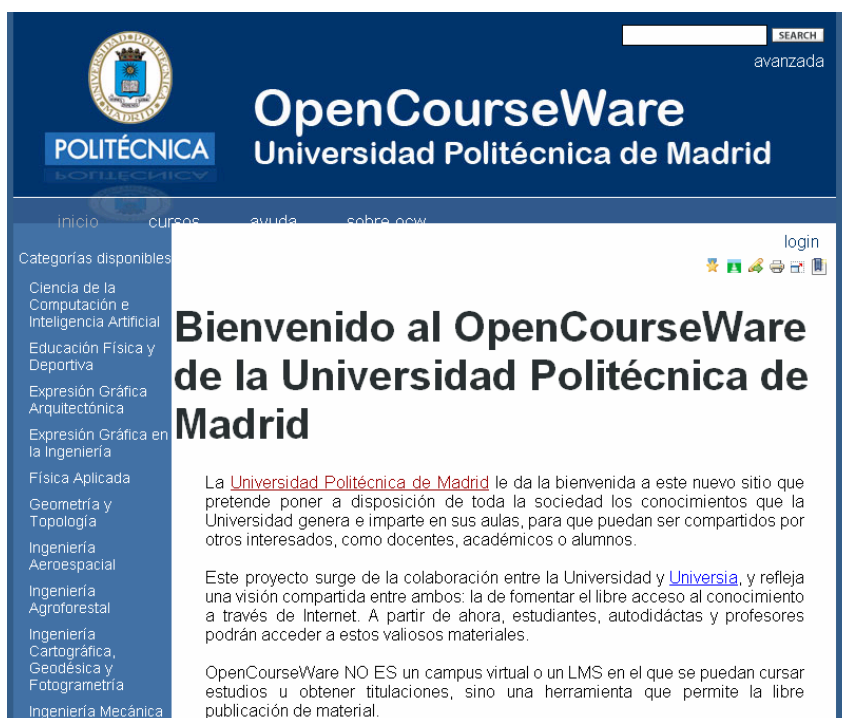 SEARCH
avanzada
OpenCourseWare
POLITÉCNICA
Universidad Politécnica de Madrid
inicio cursos ayuda sobre ocw
login
Categorías disponibles
Ciencia de la
Computación e
Inteligencia Artificial
Educación Física y
Deportiva
Expresión Gráfica
Arquitectónica
Expresión Gráfica en
la Ingeniería
Física Aplicada
Geometría y
Topología
Ingeniería
Aeroespacial
Ingeniería
Agroforestal
Ingeniería
Cartográfica,
Geodésica y
Fotogrametría
Ingeniería Mecánica
Bienvenido al OpenCourseWare
de la Universidad Politécnica de
Madrid
La Universidad Politécnica de Madrid le da la bienvenida a este nuevo sitio que
pretende poner a disposición de toda la sociedad los conocimientos que la
Universidad genera e imparte en sus aulas, para que puedan ser compartidos por
otros interesados, como docentes, académicos o alumnos.
Este proyecto surge de la colaboración entre la Universidad y Universia, y refleja
una visión compartida entre ambos: la de fomentar el libre acceso al conocimiento
a través de Internet. A partir de ahora, estudiantes, autodidáctas y profesores
podrán acceder a estos valiosos materiales.
OpenCourseWare NO ES un campus virtual o un LMS en el que se puedan cursar
estudios u obtener titulaciones, sino una herramienta que permite la libre
publicación de material.